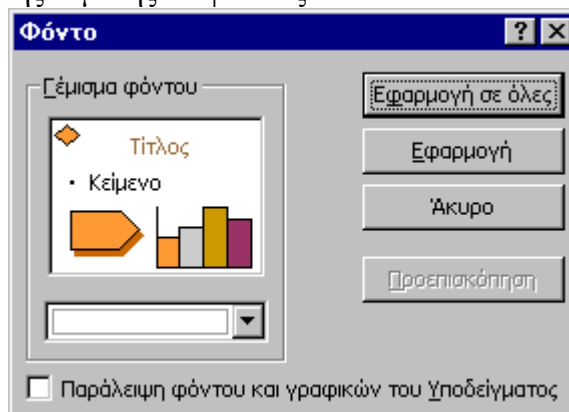 Φόντο
Γέμισμα φόντου
Τίτλος
• Κείμενο
Εφαρμογή σε όλες
Εφαρμογή
Άκυρο
Προεπισκόπηση
Παράλειψη φόντου και γραφικών του Υποδείγματος